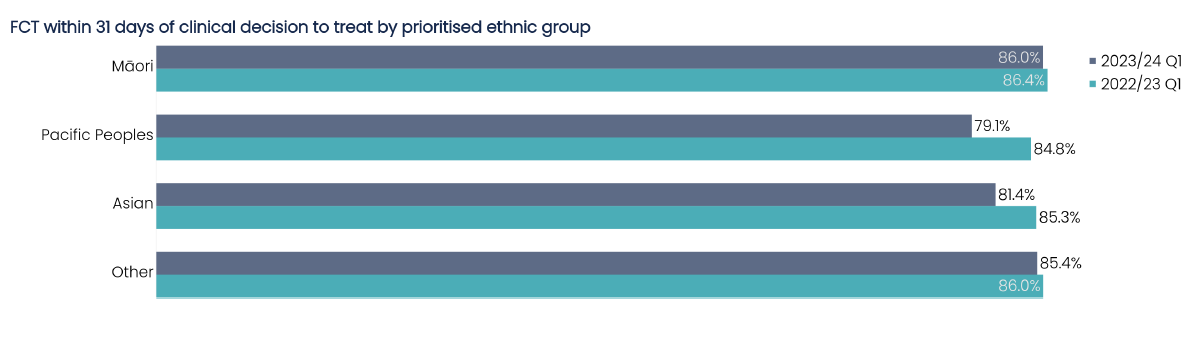 FCT within 31 days of clinical decision to treat by prioritised ethnic group
Māori
86.0%
86.4%
2023/24 Q1
2022/23 Q1
Pacific Peoples
79.1%
84.8%
Asian
81.4%
85.3%
Other
85.4%
86.0%